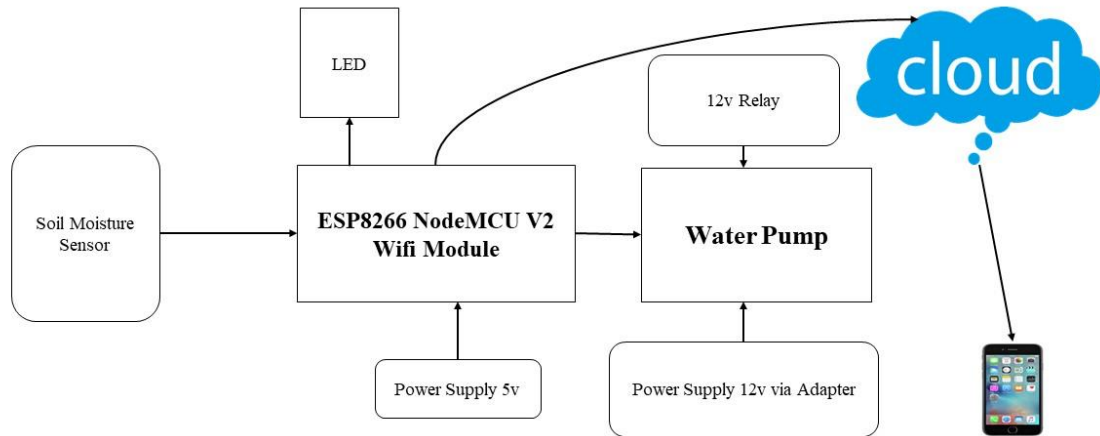 LED
cloud
12v Relay
Soil Moisture
Sensor
ESP8266 NodeMCU V2
Wifi Module
Water Pump
Power Supply 5v
Power Supply 12v via Adapter